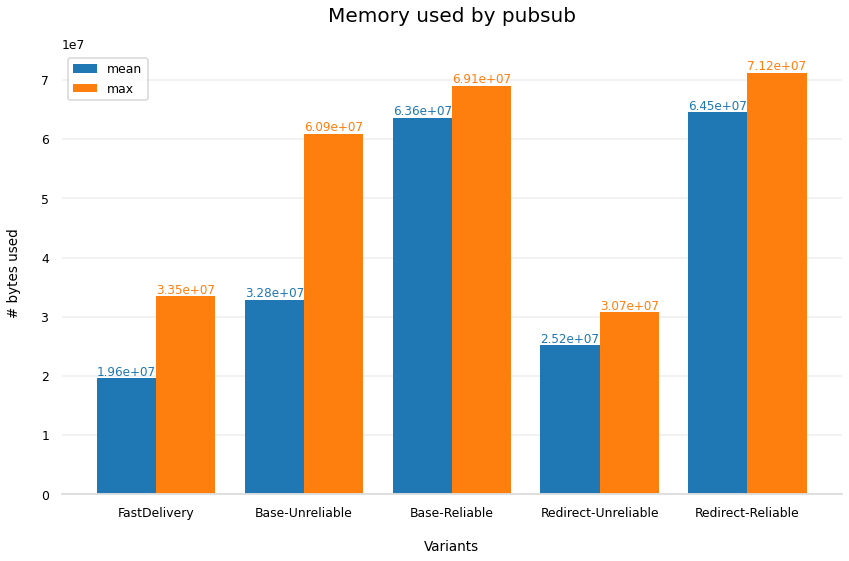 Memory used by pubsub
1e7
mean
max
7
6
5
4
3
2
1
0
# bytes used
1.96e+07
3.35e+07
3.28e+07
6.09e+07
6.36e+07
6.91e+07
2.52e+07
3.07e+07
6.45e+07
7.12e+07
FastDelivery
Base-Unreliable
Base-Reliable
Redirect-Unreliable
Redirect-Reliable
Variants